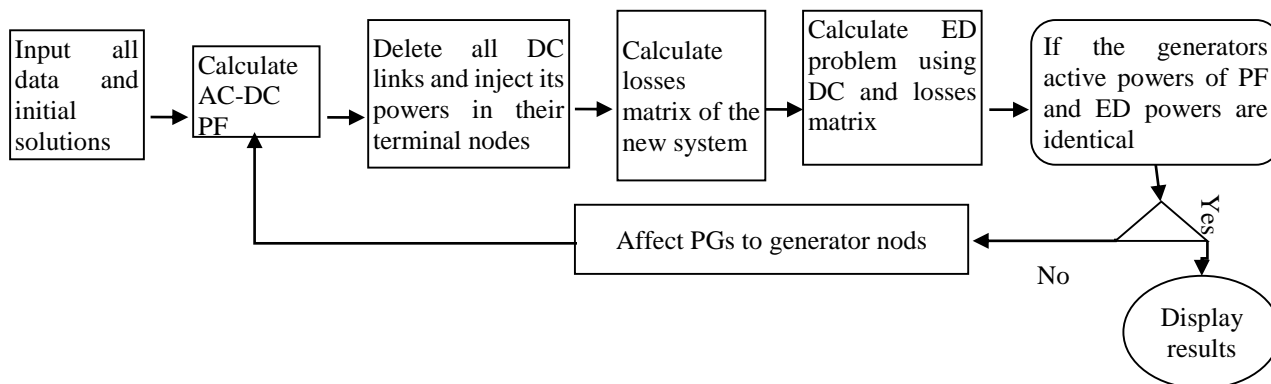 Input all
data and
initial
solutions
Calculate
AC-DC
PF
Delete all DC
links and inject its
powers in their
terminal nodes
Calculate
losses
matrix of the
new system
Calculate ED
problem using
DC and losses
matrix
If the generators
active powers of PF
and ED powers are
identical
Yes
No
Affect PGs to generator nods
Display
results